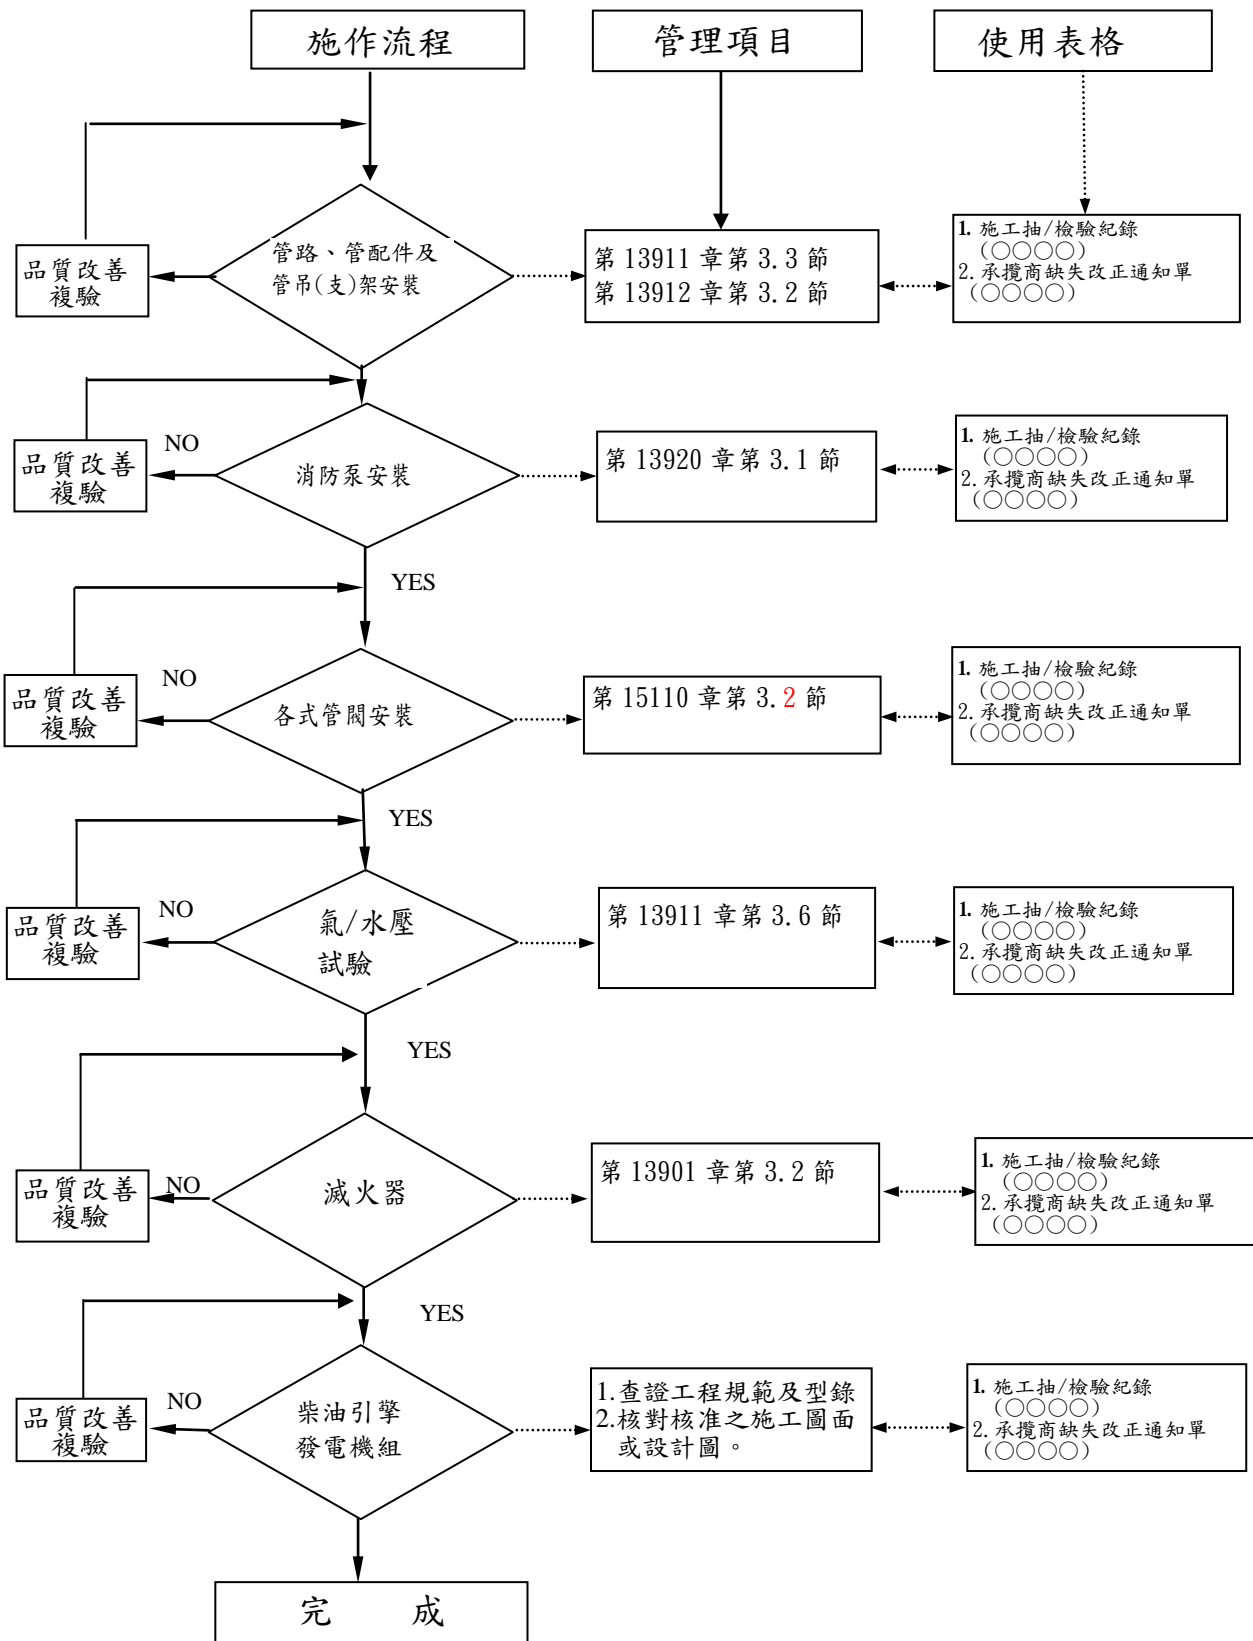 施作流程
管理項目
使用表格
品質改善
複驗
管路、管配件及
管吊(支)架安裝
第 13911 章第 3.3 節
第 13912 章第 3.2 節
1. 施工抽/檢驗紀錄
(○○○○)
2.承攬商缺失改正通知單
(○○○○)
品質改善
複驗
NO
消防泵安裝
第 13920 章第 3.1 節
1. 施工抽/檢驗紀錄
(○○○○)
2.承攬商缺失改正通知單
(○○○○)
YES
品質改善
複驗
NO
各式管閥安裝
第 15110 章第 3.2 節
1. 施工抽/檢驗紀錄
(○○○○)
2.承攬商缺失改正通知單
(○○○○)
YES
品質改善
複驗
NO
氣/水壓
試驗
第 13911 章第 3.6 節
1. 施工抽/檢驗紀錄
(○○○○)
2.承攬商缺失改正通知單
(○○○○)
YES
品質改善
複驗
NO
滅火器
第 13901 章第 3.2 節
1. 施工抽/檢驗紀錄
(○○○○)
2.承攬商缺失改正通知單
(○○○○)
YES
品質改善
複驗
NO
柴油引擎
發電機組
1.查證工程規範及型錄
2.核對核准之施工圖面
或設計圖。
1. 施工抽/檢驗紀錄
(○○○○)
2.承攬商缺失改正通知單
(○○○○)
完 成